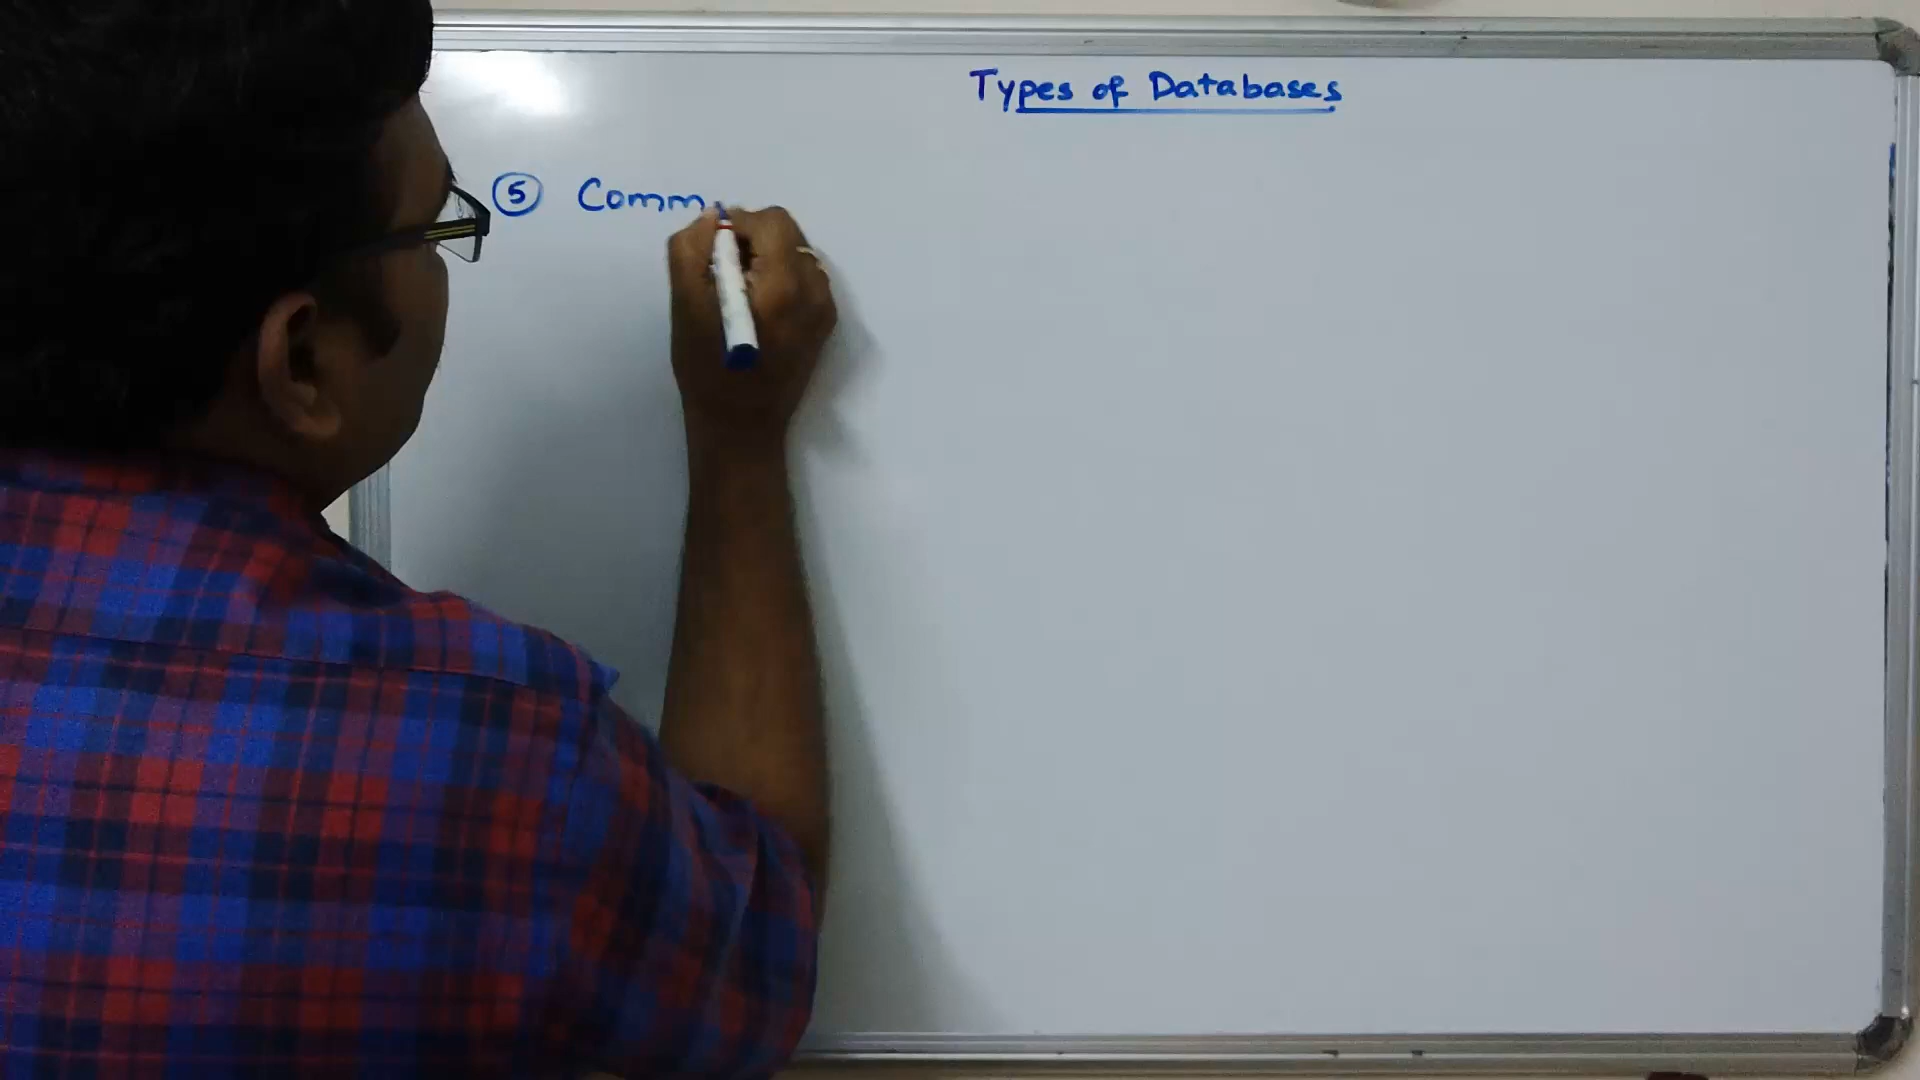 Types of Databases
⑤ Comm